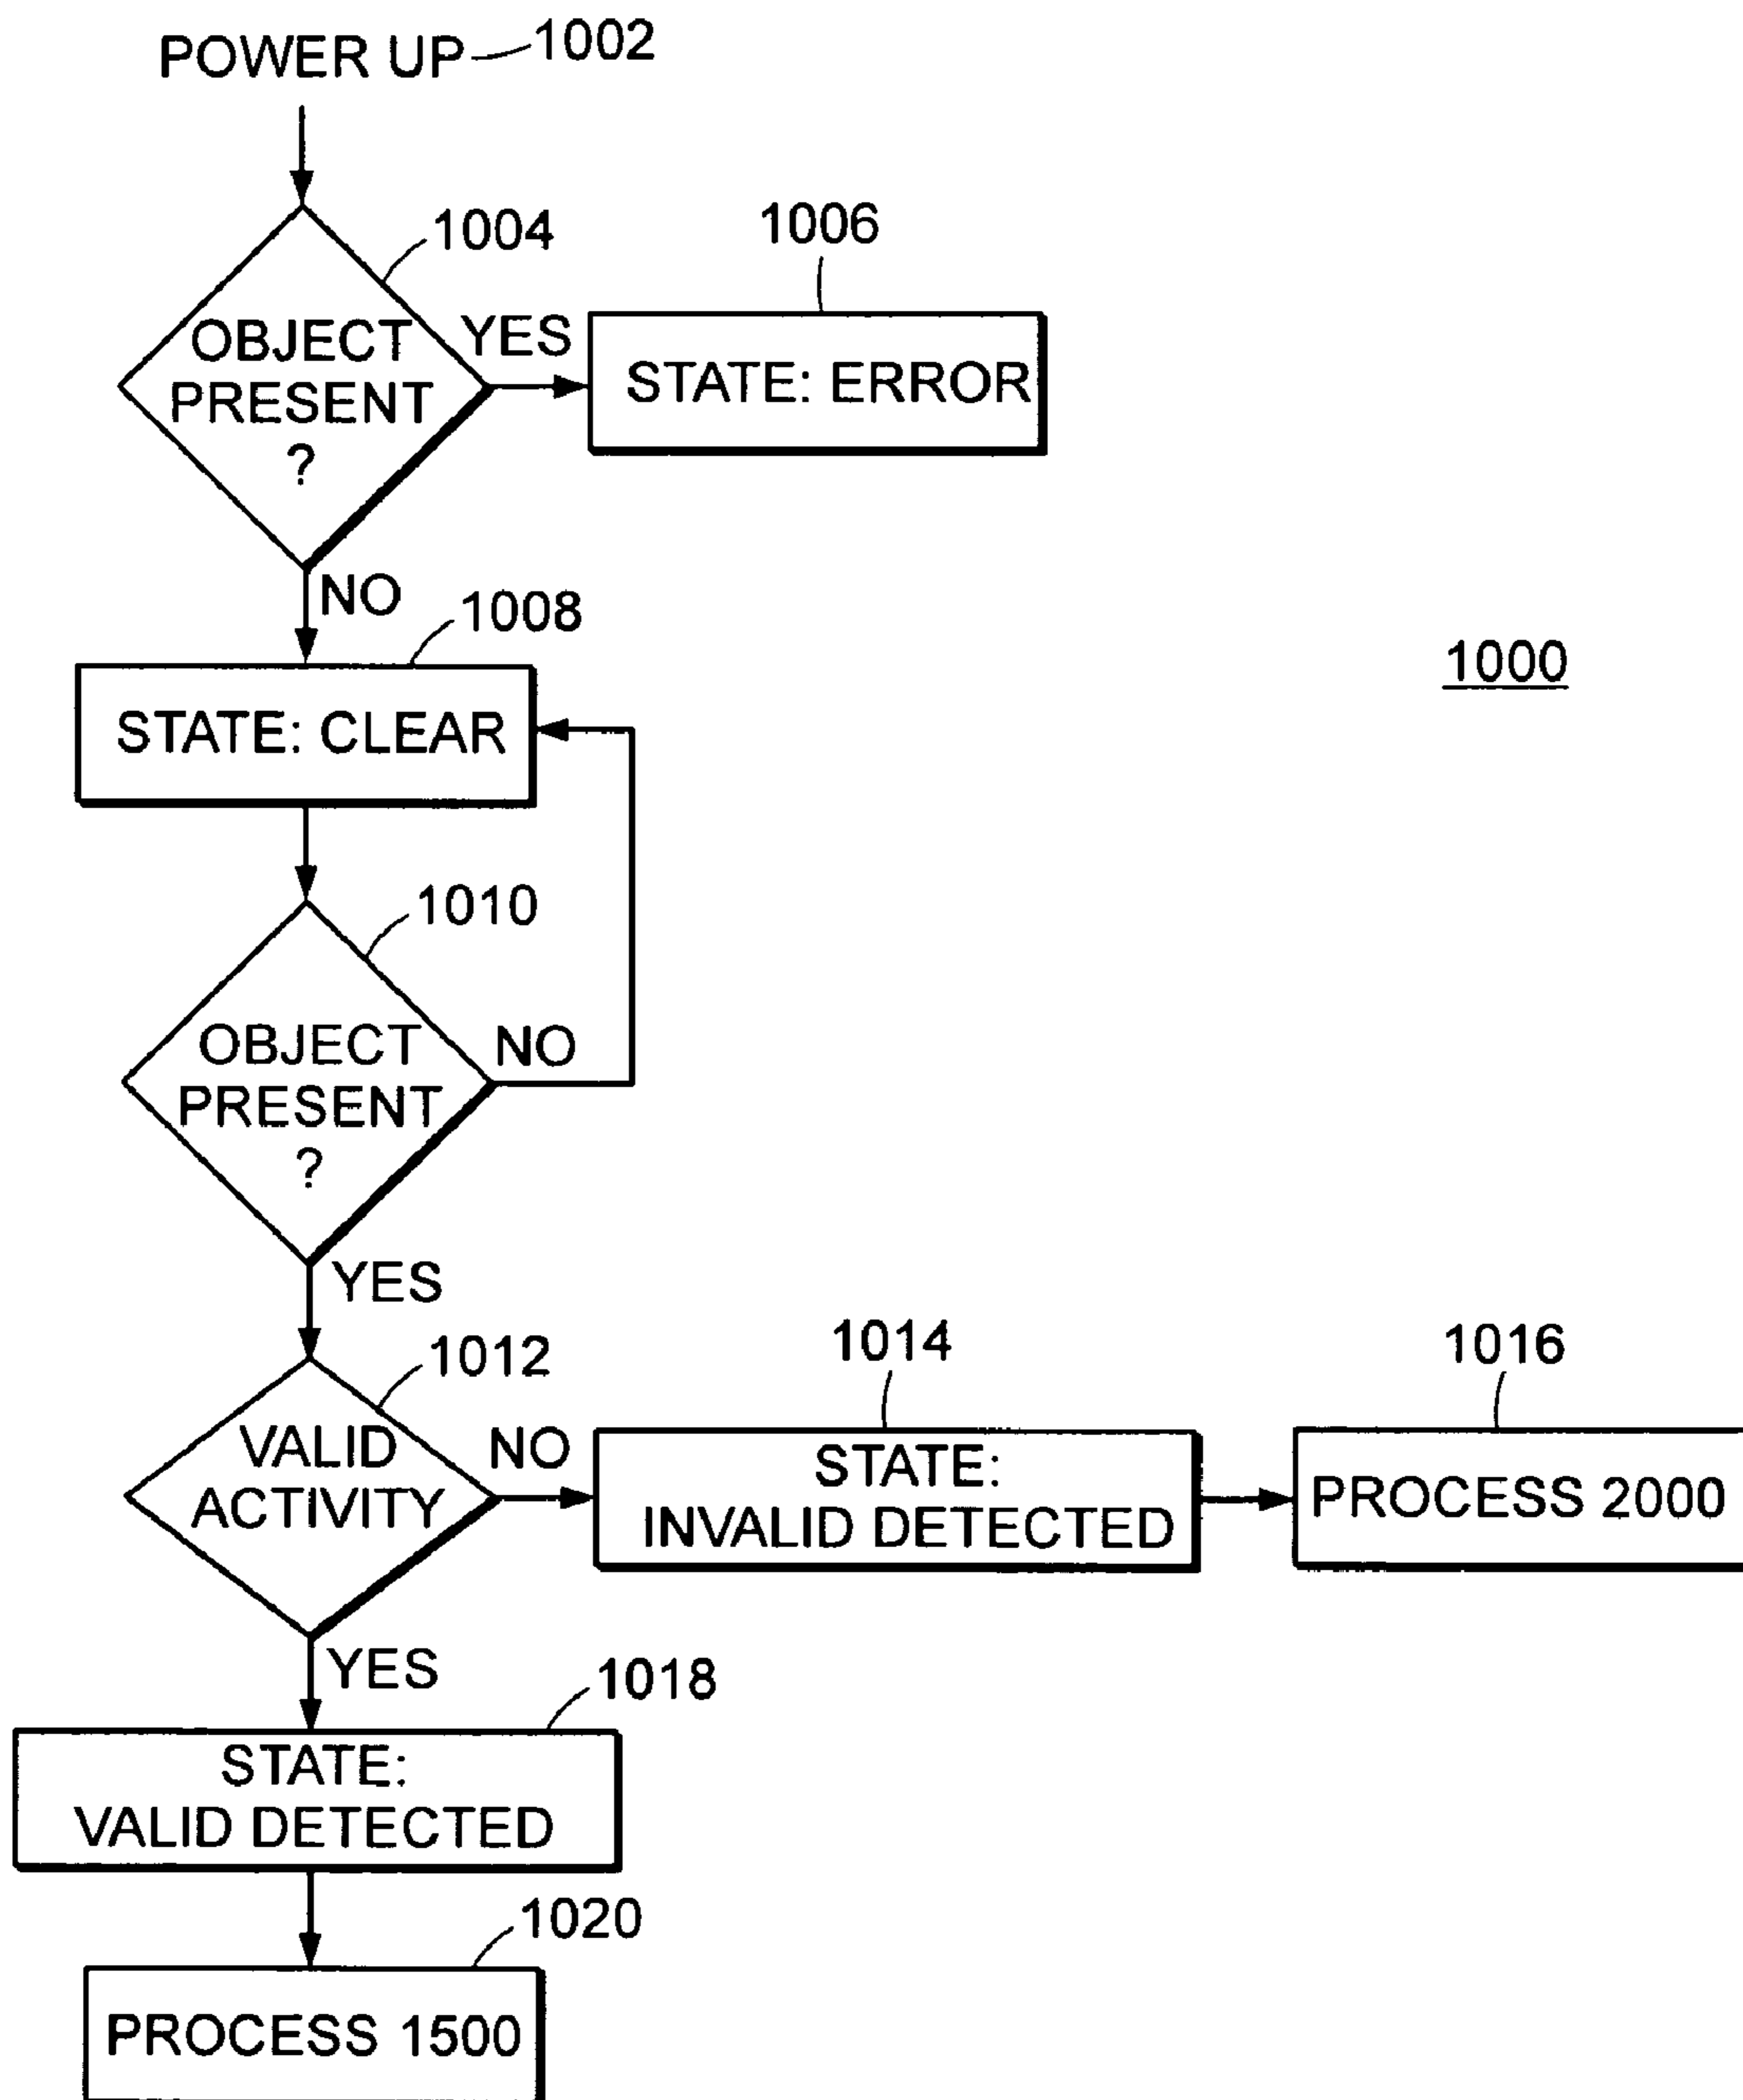 POWER UP 1002
1004
1006
OBJECT
PRESENT
?
YES
STATE: ERROR
NO
1008
1000
STATE: CLEAR
1010
OBJECT
PRESENT
?
NO
YES
1012
1014
1016
VALID
ACTIVITY
NO
STATE:
INVALID DETECTED
PROCESS 2000
YES
1018
STATE:
VALID DETECTED
1020
PROCESS 1500